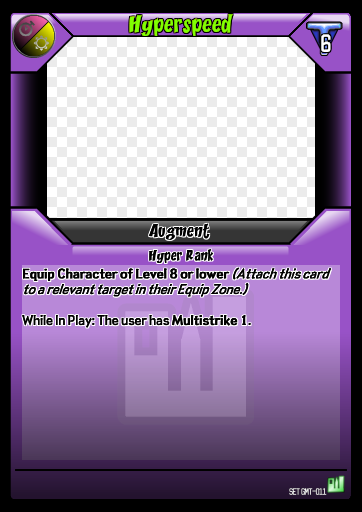 Hyperspeed
6
Augment
Hyper Rank
Equip Character of Level 8 or lower (Attach this card
to a relevant target in their Equip Zone.)
While In Play: The user has Multistrike 1.
SET GMT-011